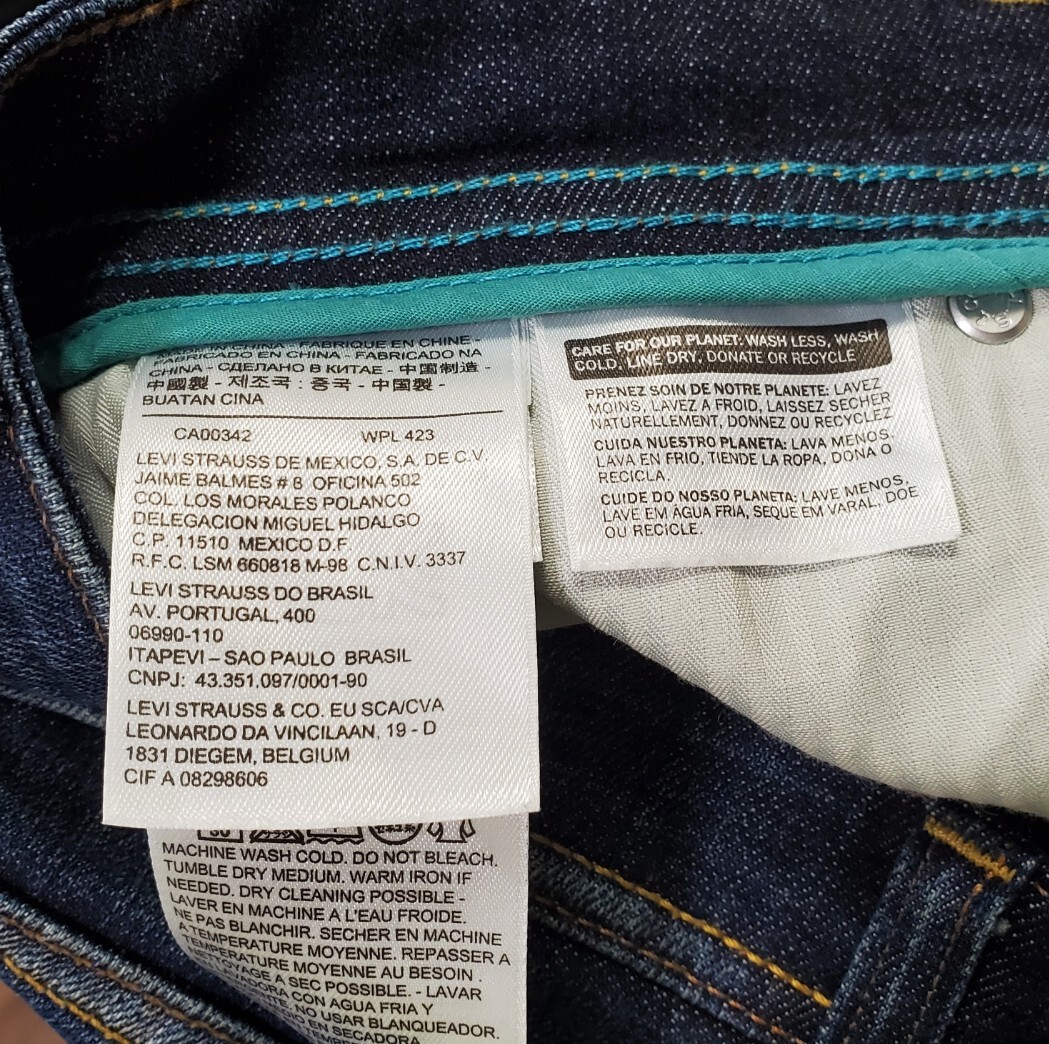 MADE IN CHINA - FABRIQUE EN CHINE -
FABRICADO EN CHINA - FABRICADO NA
CHINA - СДЕЛАНО В КИТАЕ - 中国制造 -
中國製 - 제조국 : 중국 - 中国製 -
BUATAN CINA
CA00342 WPL 423
LEVI STRAUSS DE MEXICO, S.A. DE C.V.
JAIME BALMES # 8 OFICINA 502
COL. LOS MORALES POLANCO
DELEGACION MIGUEL HIDALGO
C.P. 11510 MEXICO D.F.
R.F.C. LSM 660818 M-98 C.N.I.V. 3337
LEVI STRAUSS DO BRASIL
AV. PORTUGAL, 400
06990-110
ITAPEVI – SAO PAULO BRASIL
CNPJ: 43.351.097/0001-90
LEVI STRAUSS & CO. EU SCA/CVA
LEONARDO DA VINCILAAN, 19 - D
1831 DIEGEM, BELGIUM
CIF A 08298606
MACHINE WASH COLD. DO NOT BLEACH.
TUMBLE DRY MEDIUM. WARM IRON IF
NEEDED. DRY CLEANING POSSIBLE -
LAVER EN MACHINE A L'EAU FROIDE.
NE PAS BLANCHIR. SECHER EN MACHINE
A TEMPERATURE MOYENNE. REPASSER A
TEMPERATURE MOYENNE AU BESOIN.
NETTOYAGE A SEC POSSIBLE. - LAVAR
CON AGUA FRIA Y
NO USAR BLANQUEADOR.
EN SECADORA
CARE FOR OUR PLANET: WASH LESS, WASH
COLD, LINE DRY, DONATE OR RECYCLE
PRENEZ SOIN DE NOTRE PLANETE: LAVEZ
MOINS, LAVEZ A FROID, LAISSEZ SECHER
NATURELLEMENT, DONNEZ OU RECYCLEZ
CUIDA NUESTRO PLANETA: LAVA MENOS,
LAVA EN FRIO, TIENDE LA ROPA, DONA O
RECICLA.
CUIDE DO NOSSO PLANETA: LAVE MENOS,
LAVE EM ÁGUA FRIA, SEQUE EM VARAL, DOE
OU RECICLE.